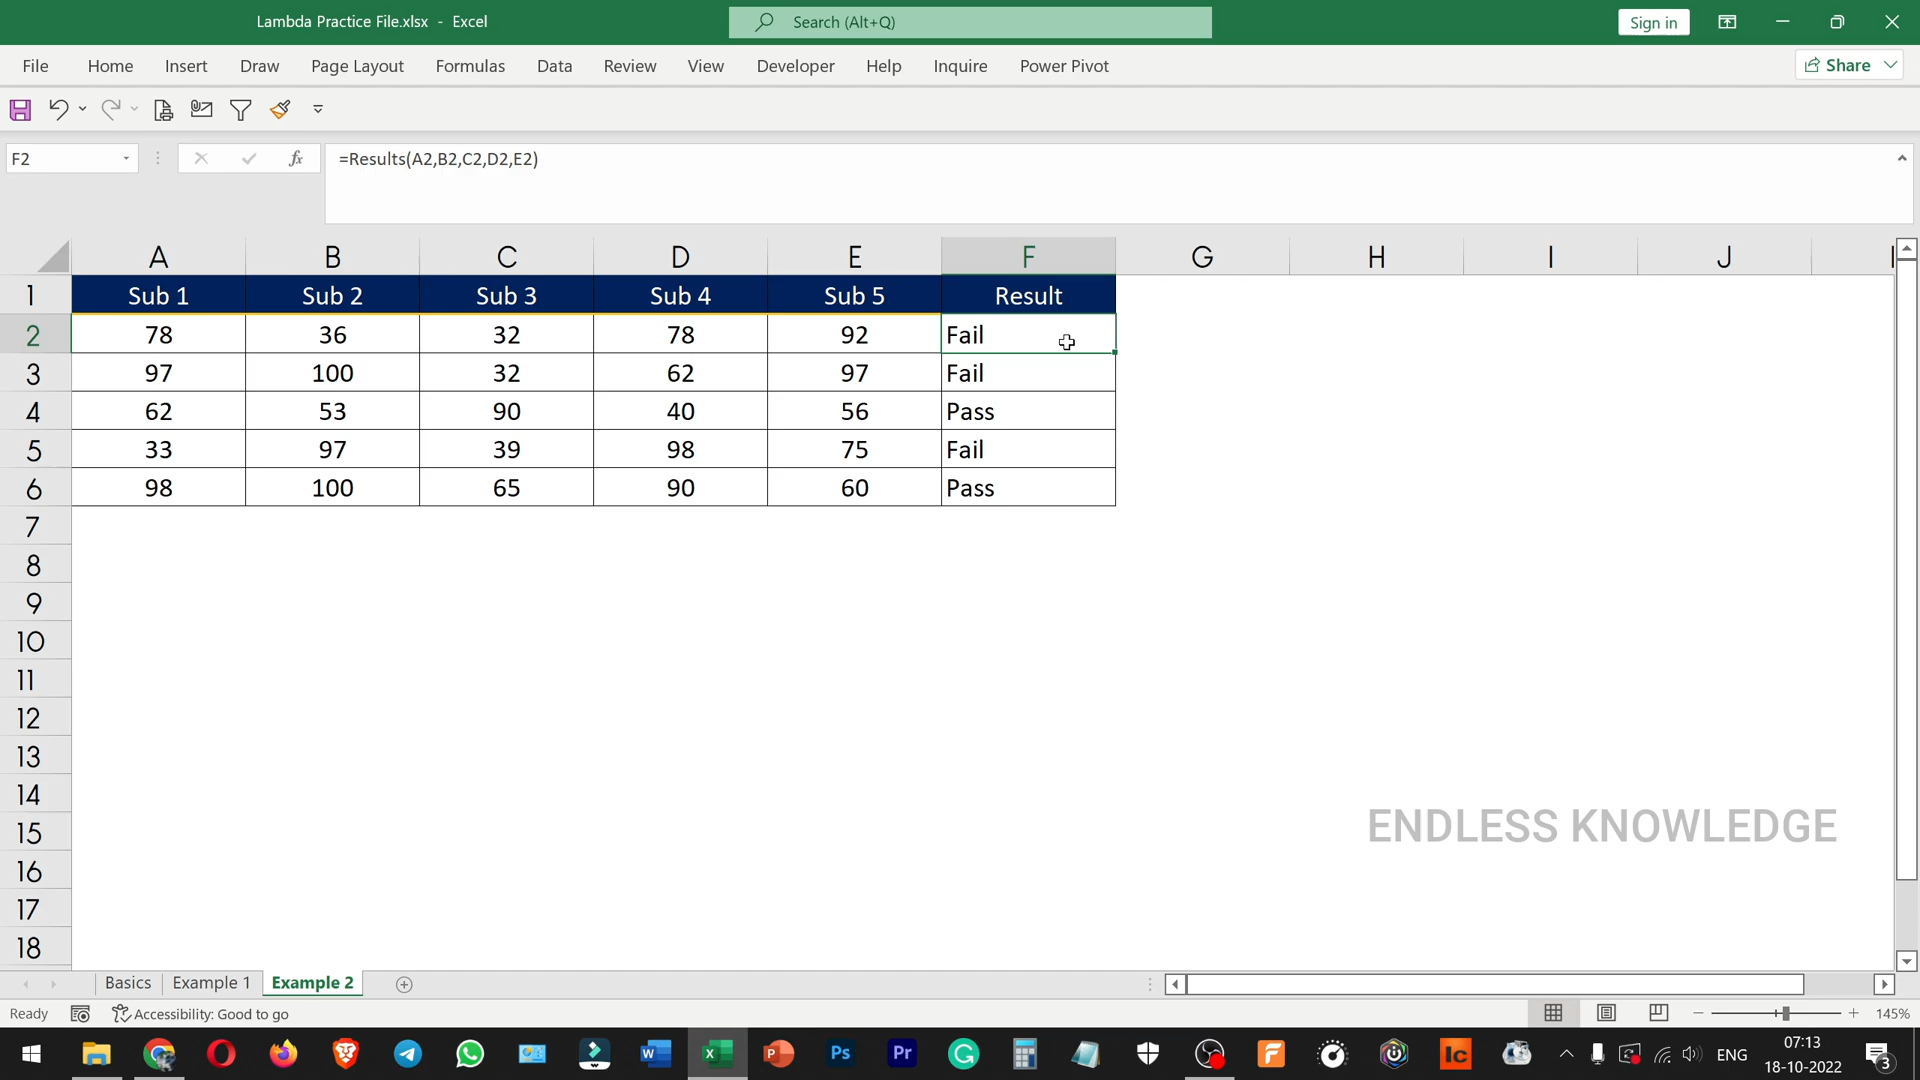 Lambda Practice File.xlsx - Excel
Search (Alt+Q)
Sign in
File Home Insert Draw Page Layout Formulas Data Review View Developer Help Inquire Power Pivot
Share
F2
fx
=Results(A2,B2,C2,D2,E2)
A B C D E F G H I J
1 Sub 1 Sub 2 Sub 3 Sub 4 Sub 5 Result
2 78 36 32 78 92 Fail
3 97 100 32 62 97 Fail
4 62 53 90 40 56 Pass
5 33 97 39 98 75 Fail
6 98 100 65 90 60 Pass
7
8
9
10
11
12
13
14
15
16
17
18
ENDLESS KNOWLEDGE
Basics Example 1 Example 2
Ready
Accessibility: Good to go
145%
W X P Ps Pr G F Ic
ENG
07:13
18-10-2022
3